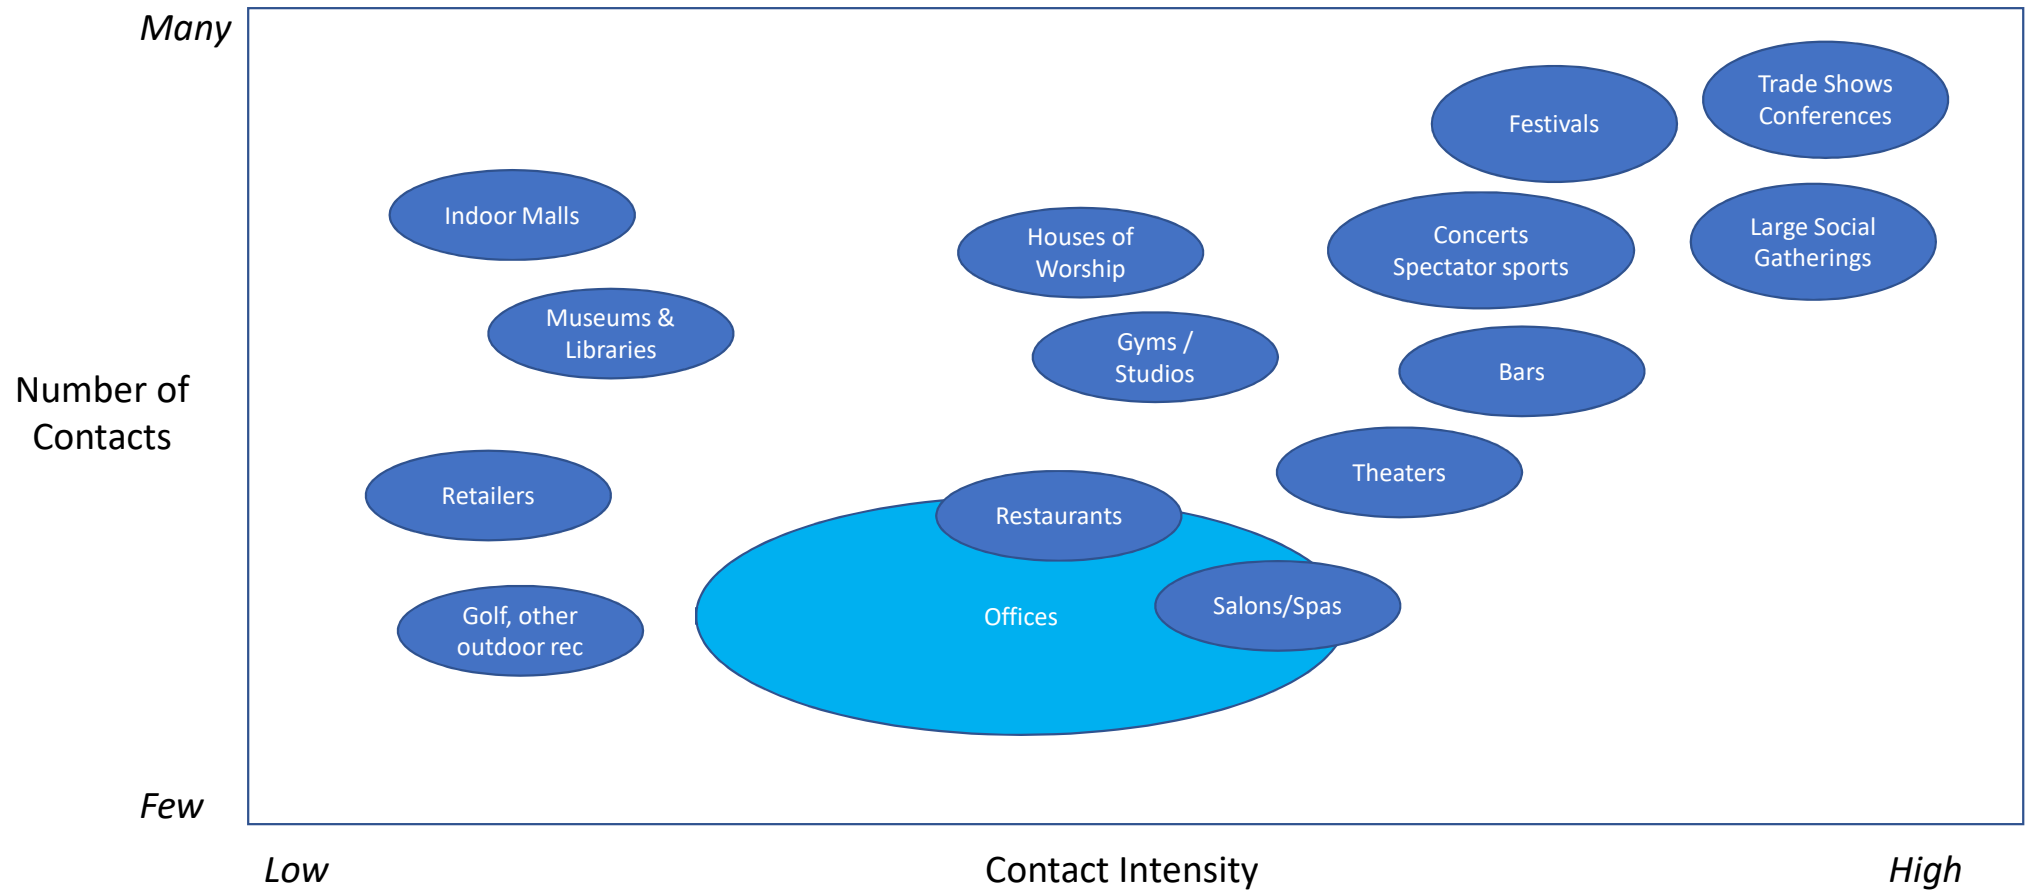 Many
Trade Shows
Conferences
Festivals
Indoor Malls
Houses of
Worship
Concerts
Spectator sports
Large Social
Gatherings
Museums &
Libraries
Gyms /
Studios
Bars
Number of
Contacts
Theaters
Retailers
Restaurants
Golf, other
outdoor rec
Offices
Salons/Spas
Few
Low
Contact Intensity
High